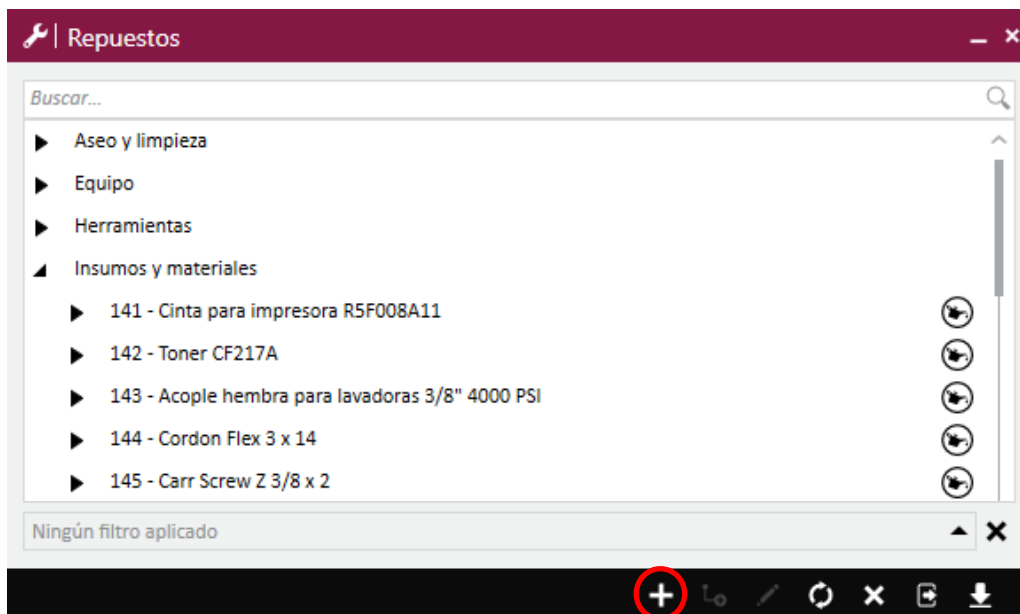 Repuestos
Buscar...
Aseo y limpieza
Equipo
Herramientas
Insumos y materiales
141 - Cinta para impresora R5F008A11
142 - Toner CF217A
143 - Acople hembra para lavadoras 3/8" 4000 PSI
144 - Cordon Flex 3 x 14
145 - Carr Screw Z 3/8 x 2
Ningún filtro aplicado